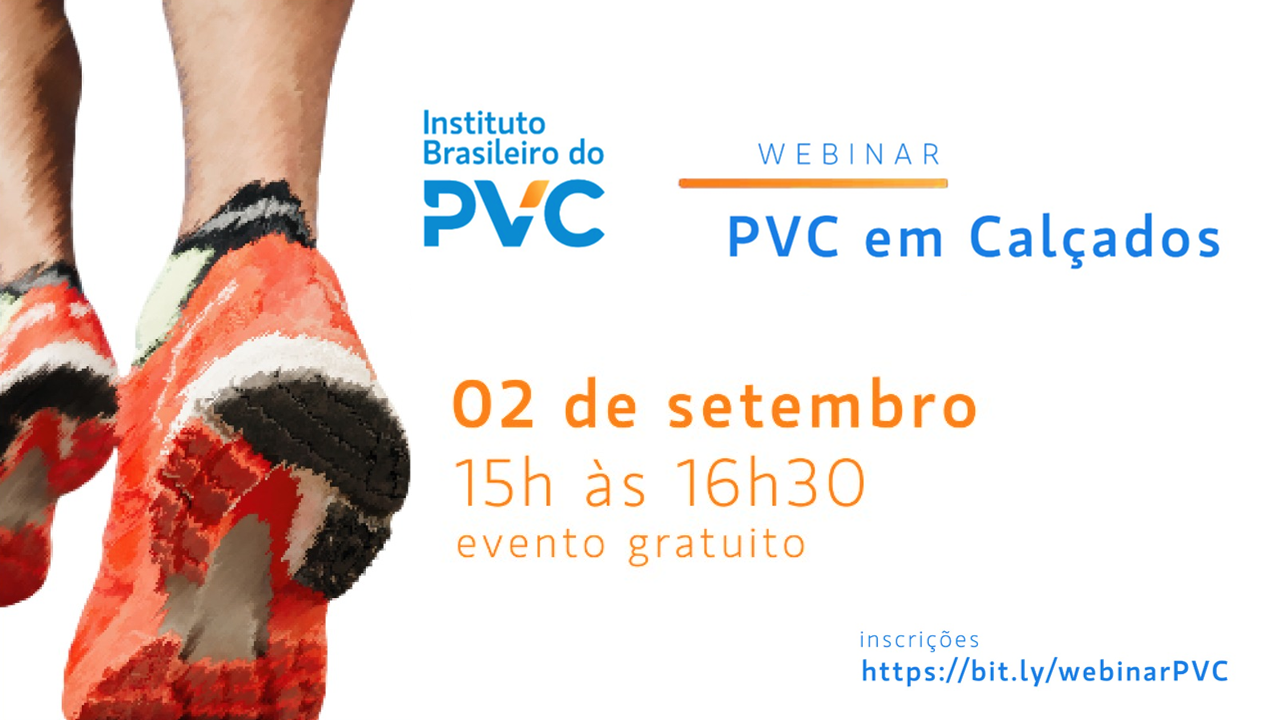 Instituto
Brasileiro do
PVC
WEBINAR
PVC em Calçados
02 de setembro
15h às 16h30
evento gratuito
inscrições
https://bit.ly/webinarPVC